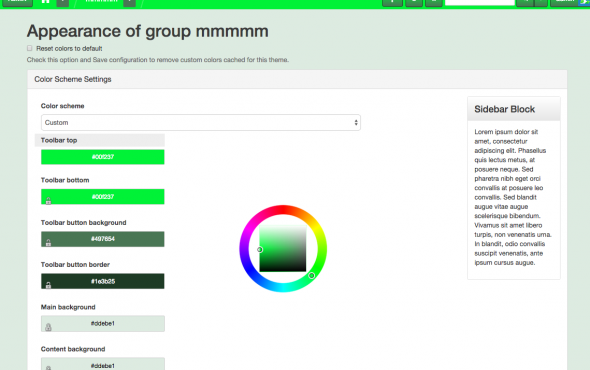 Appearance of group mmmmm
Reset colors to default
Check this option and Save configuration to remove custom colors cached for this theme.
Color Scheme Settings
Color scheme
Custom
Toolbar top
#00f237
Toolbar bottom
#00f237
Toolbar button background
#497654
Toolbar button border
#1e3b25
Main background
#ddebe1
Content background
#ddebe1
Sidebar Block
Lorem ipsum dolor sit
amet, consectetur
adipiscing elit. Phasellus
quis lectus metus, at
posuere neque. Sed
pharetra nibh eget orci
convallis at posuere leo
convallis. Sed blandit
augue vitae augue
scelerisque bibendum.
Vivamus sit amet libero
turpis, non venenatis urna.
In blandit, odio convallis
suscipit venenatis, ante
ipsum cursus augue.